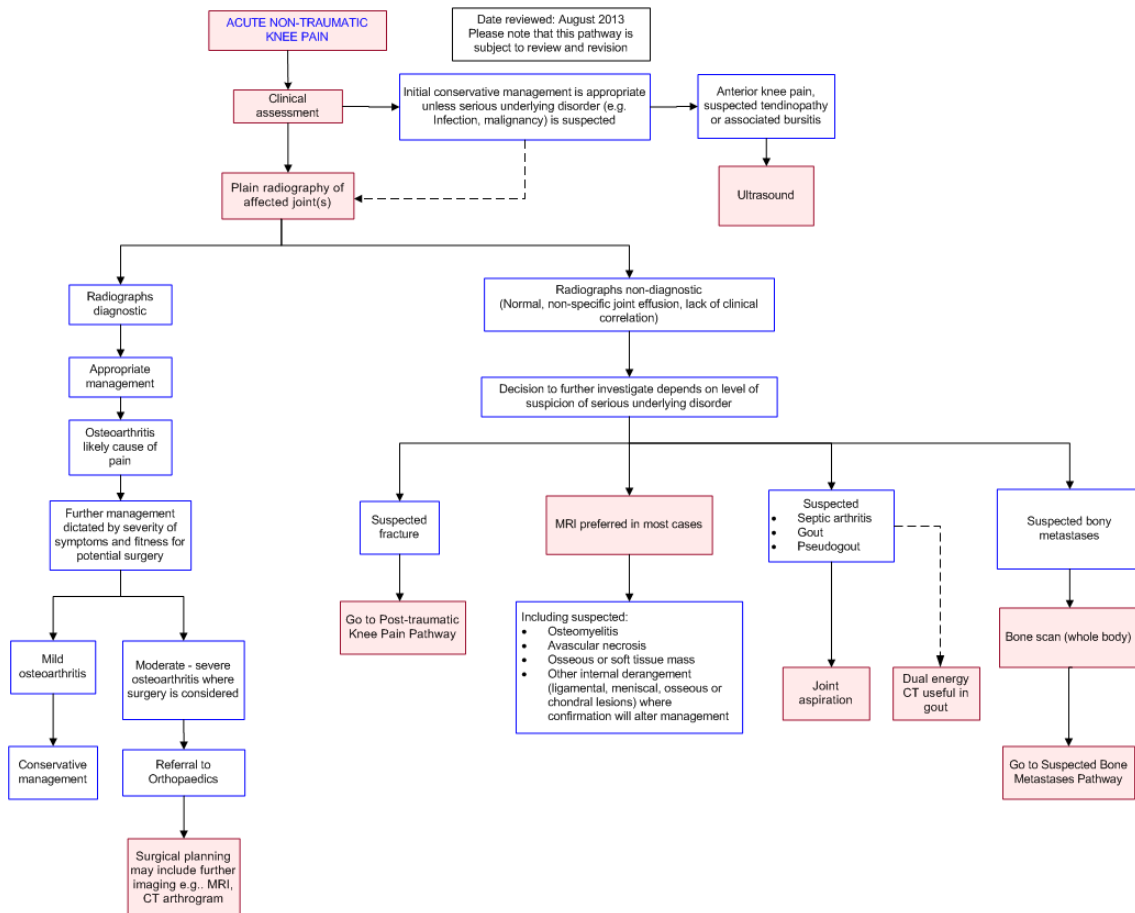 ACUTE NON-TRAUMATIC
KNEE PAIN
Date reviewed: August 2013
Please note that this pathway is
subject to review and revision
Clinical
assessment
Initial conservative management is appropriate
unless serious underlying disorder (e.g.
Infection, malignancy) is suspected
Anterior knee pain,
suspected tendinopathy
or associated bursitis
Plain radiography of
affected joint(s)
Ultrasound
Radiographs
diagnostic
Radiographs non-diagnostic
(Normal, non-specific joint effusion, lack of clinical
correlation)
Appropriate
management
Decision to further investigate depends on level of
suspicion of serious underlying disorder
Osteoarthritis
likely cause of
pain
Further management
dictated by severity of
symptoms and fitness for
potential surgery
Suspected
fracture
MRI preferred in most cases
Suspected
• Septic arthritis
• Gout
• Pseudogout
Suspected bony
metastases
Go to Post-traumatic
Knee Pain Pathway
Including suspected:
• Osteomyelitis
• Avascular necrosis
• Osseous or soft tissue mass
• Other internal derangement
(ligamental, meniscal, osseous or
chondral lesions) where
confirmation will alter management
Bone scan (whole body)
Mild
osteoarthritis
Moderate - severe
osteoarthritis where
surgery is considered
Joint
aspiration
Dual energy
CT useful in
gout
Conservative
management
Referral to
Orthopaedics
Go to Suspected Bone
Metastases Pathway
Surgical planning
may include further
imaging e.g.. MRI,
CT arthrogram